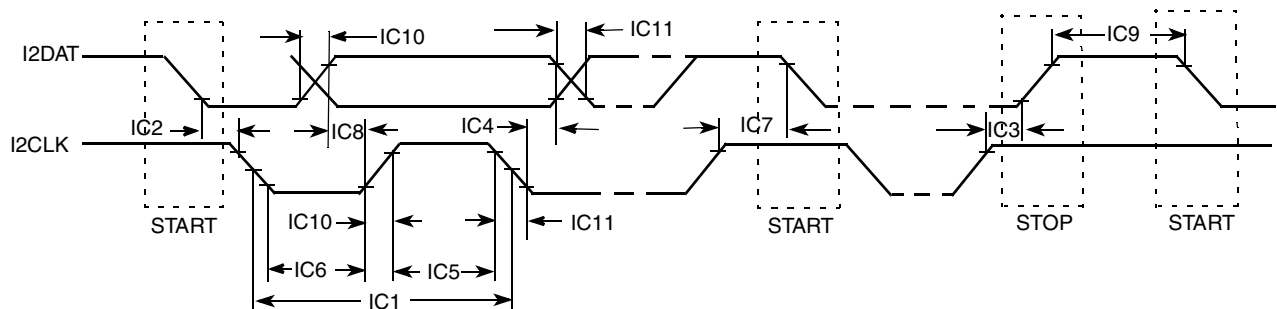 IC10 IC11 IC9
I2DAT
IC2 IC8 IC4 IC7 IC3
I2CLK
START IC10 IC11 START STOP START
IC6 IC5
IC1